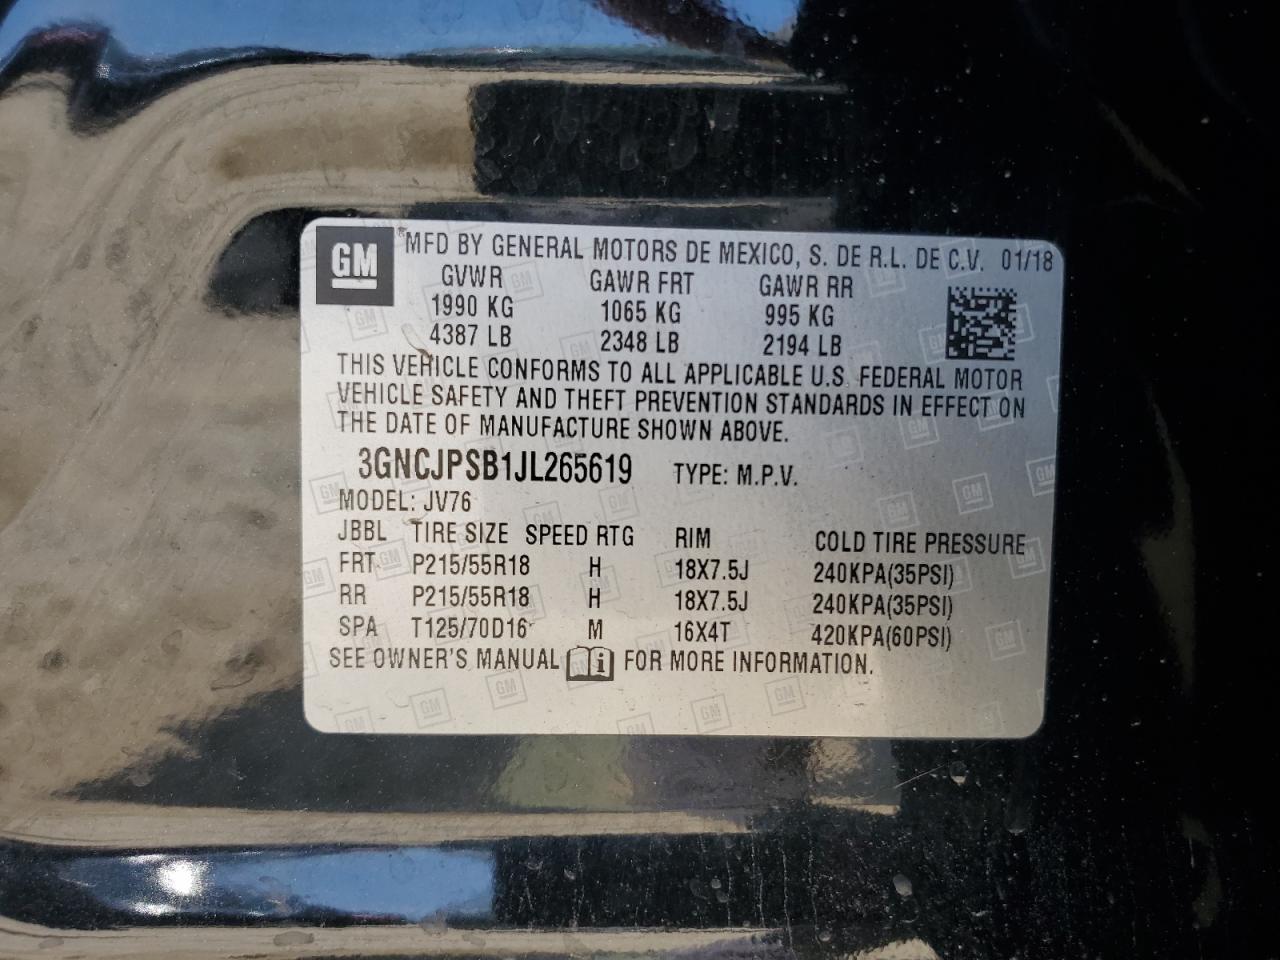 GM ® MFD BY GENERAL MOTORS DE MEXICO, S. DE R.L. DE C.V. 01/18
GVWR GAWR FRT GAWR RR
1990 KG 1065 KG 995 KG
4387 LB 2348 LB 2194 LB
THIS VEHICLE CONFORMS TO ALL APPLICABLE U.S. FEDERAL MOTOR
VEHICLE SAFETY AND THEFT PREVENTION STANDARDS IN EFFECT ON
THE DATE OF MANUFACTURE SHOWN ABOVE.
3GNCJPSB1JL265619 TYPE: M.P.V.
MODEL: JV76
JBBL TIRE SIZE SPEED RTG RIM COLD TIRE PRESSURE
FRT P215/55R18 H 18X7.5J 240KPA(35PSI)
RR P215/55R18 H 18X7.5J 240KPA(35PSI)
SPA T125/70D16 M 16X4T 420KPA(60PSI)
SEE OWNER'S MANUAL i FOR MORE INFORMATION.